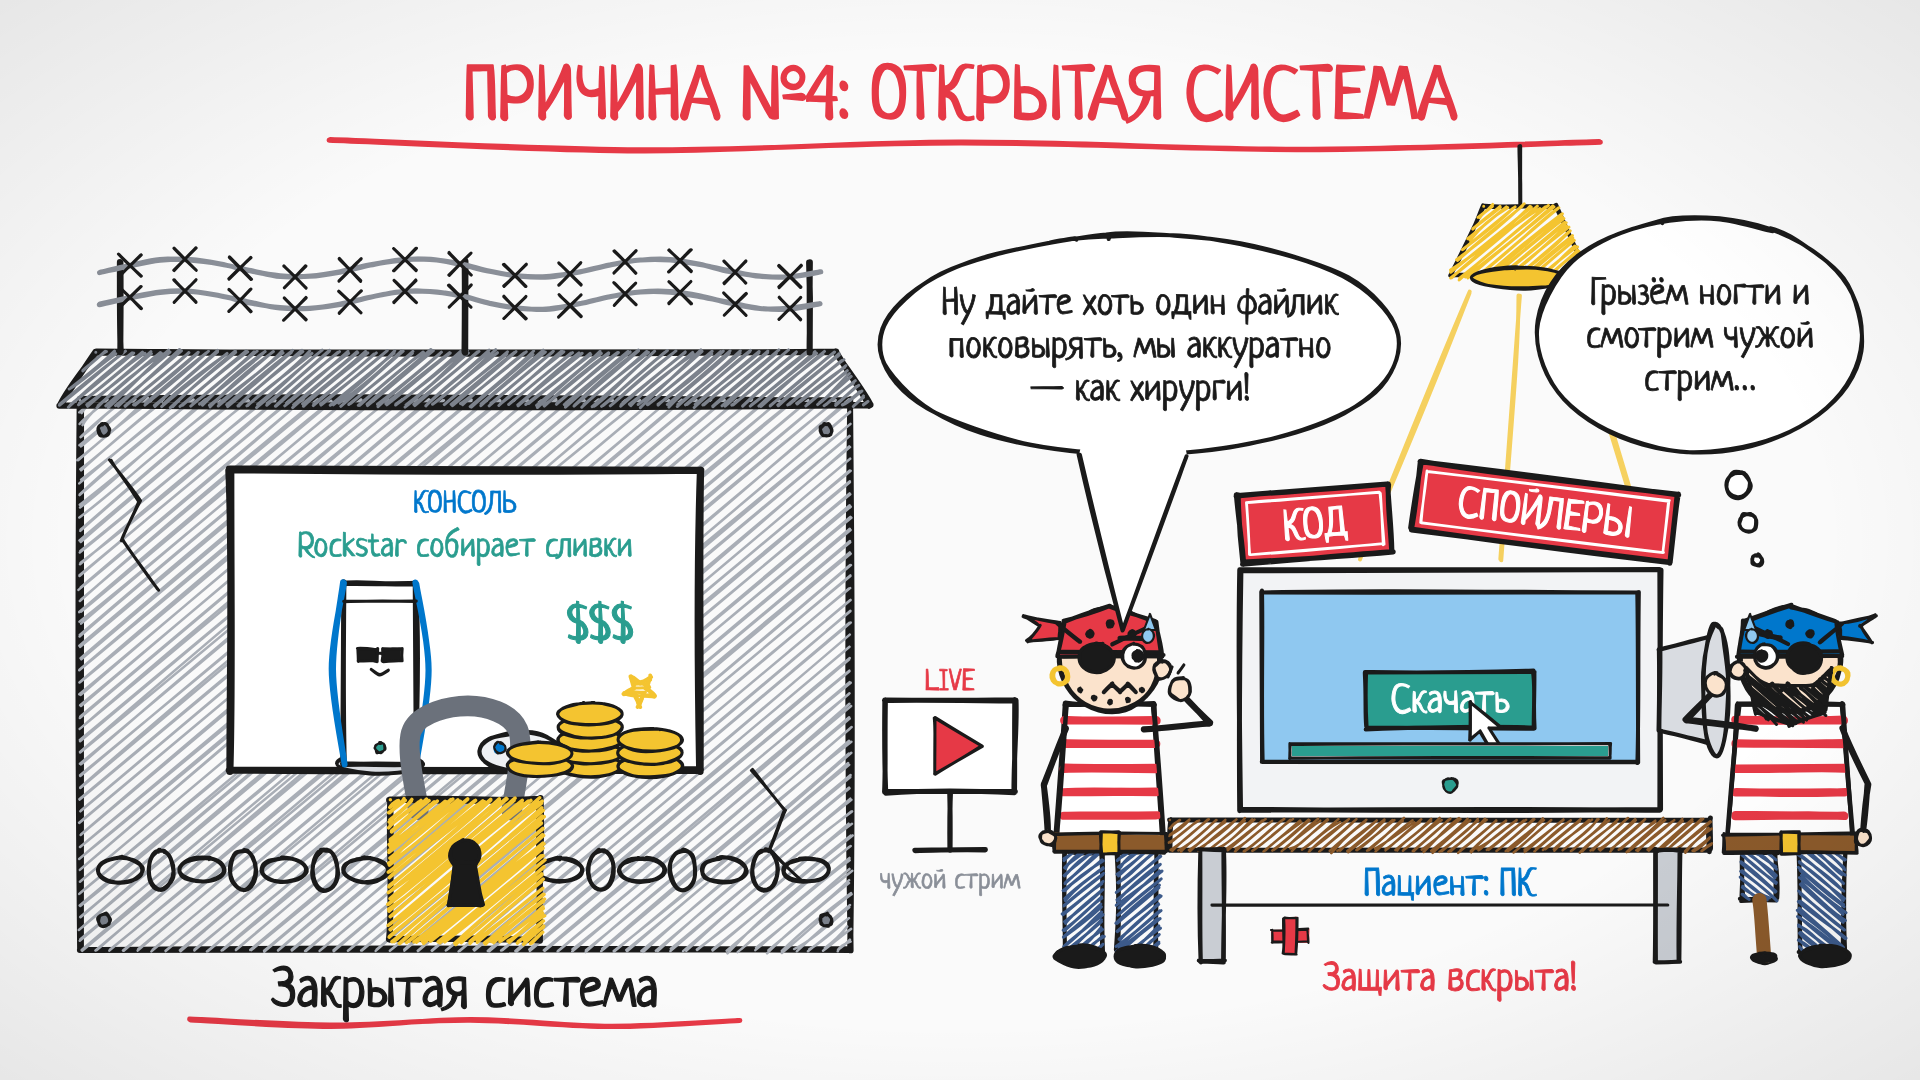 ПРИЧИНА №4: ОТКРЫТАЯ СИСТЕМА
Ну дайте хоть один файлик
поковырять, мы аккуратно
— как хирурги!
Грызём ногти и
смотрим чужой
стрим...
КОНСОЛЬ
Rockstar собирает сливки
$$$
КОД
СПОЙЛЕРЫ
LIVE
Скачать
чужой стрим
Пациент: ПК
Защита вскрыта!
Закрытая система